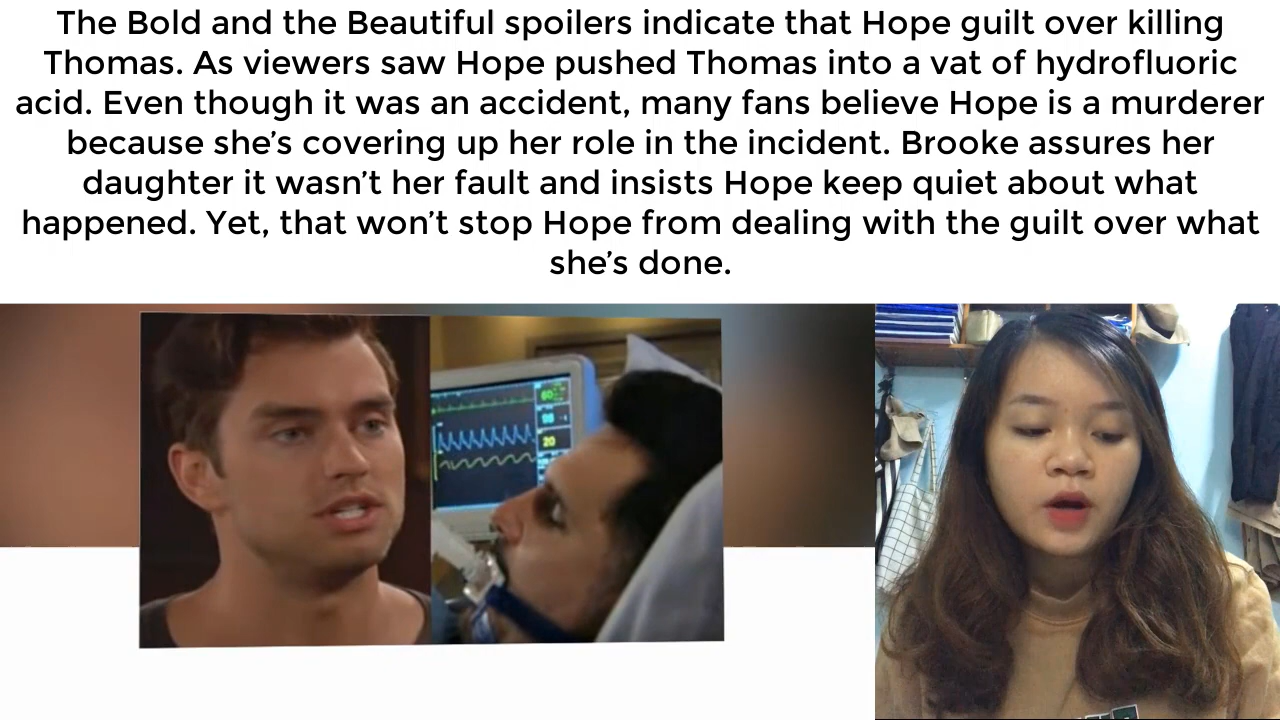 The Bold and the Beautiful spoilers indicate that Hope guilt over killing
Thomas. As viewers saw Hope pushed Thomas into a vat of hydrofluoric
acid. Even though it was an accident, many fans believe Hope is a murderer
because she’s covering up her role in the incident. Brooke assures her
daughter it wasn’t her fault and insists Hope keep quiet about what
happened. Yet, that won’t stop Hope from dealing with the guilt over what
she’s done.
60
98
20